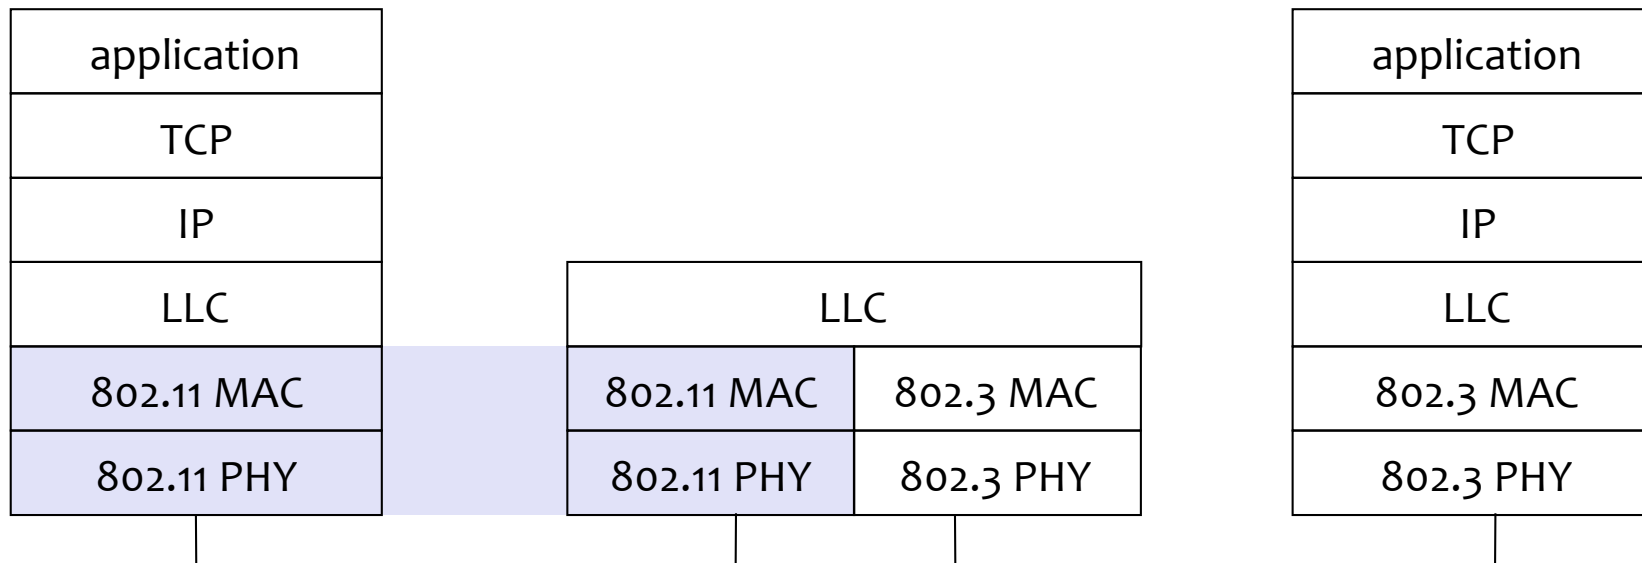 application
TCP
IP
LLC
802.11 MAC
802.11 PHY
LLC
802.11 MAC
802.3 MAC
802.11 PHY
802.3 PHY
application
TCP
IP
LLC
802.3 MAC
802.3 PHY